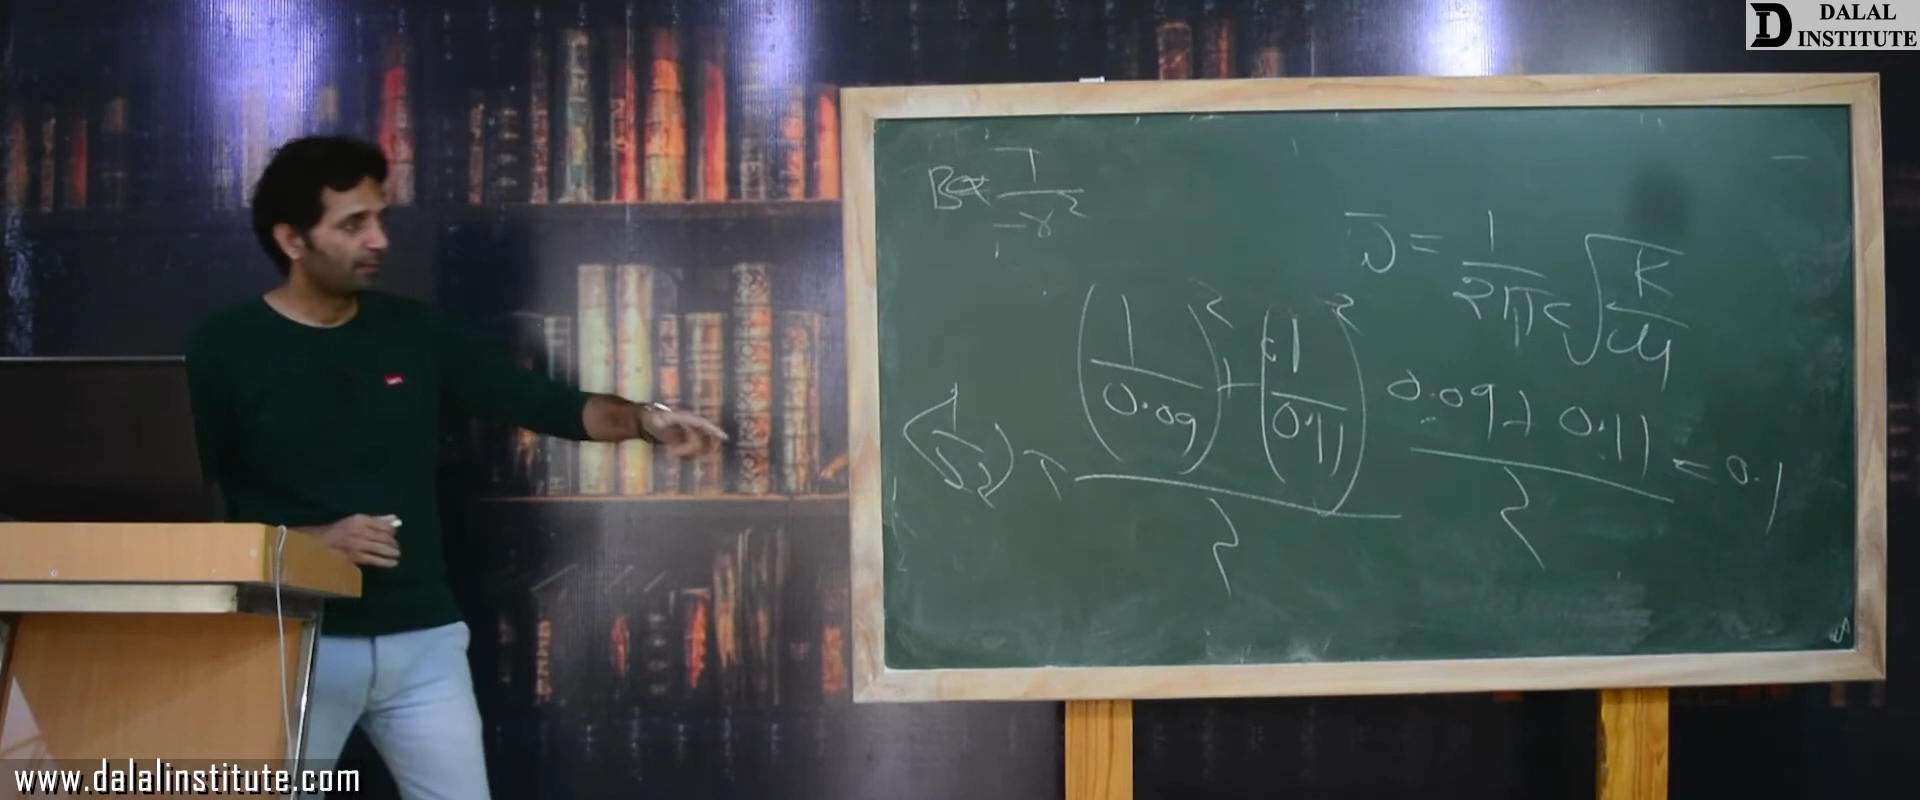 DALAL
INSTITUTE
B ∝ 1/r²
ν̄ = 1/2πc √K/μ
⟨1/r²⟩ = (1/0.09)² + (1/0.11)² / 2
0.09 + 0.11 / 2 = 0.1
www.dalalinstitute.com